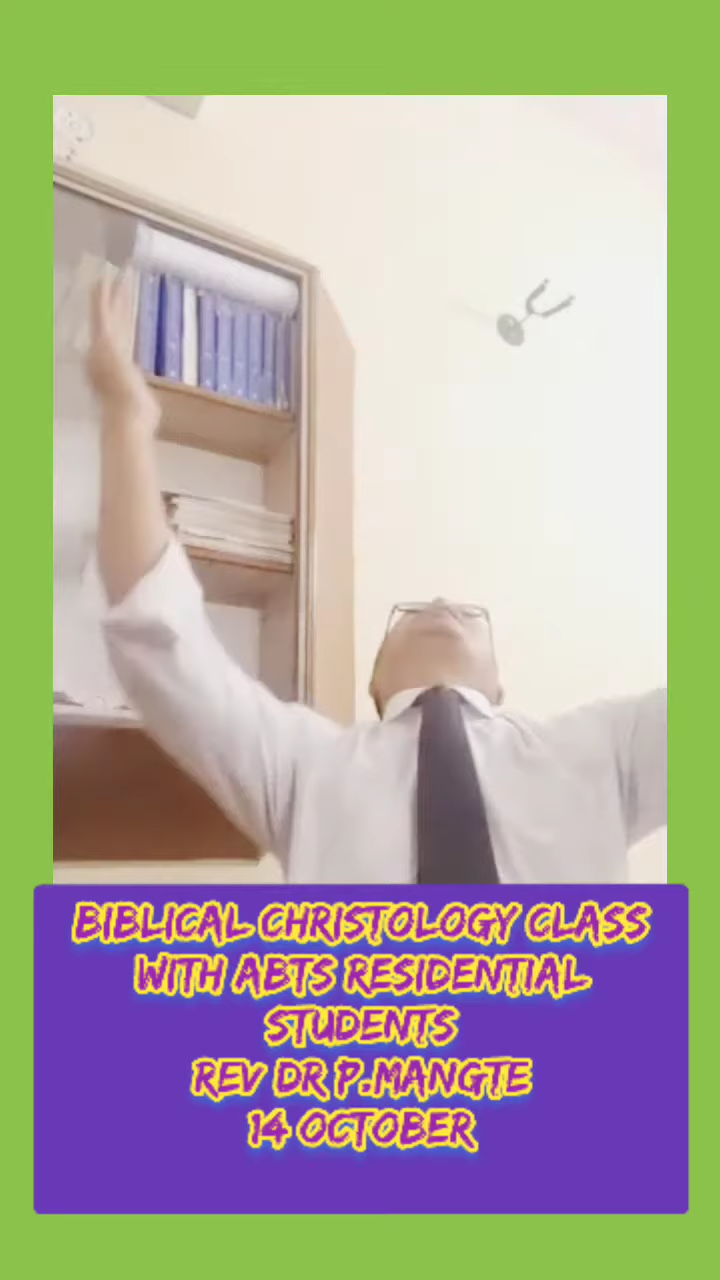 BIBLICAL CHRISTOLOGY CLASS
WITH ABTS RESIDENTIAL
STUDENTS
REV DR P.MANGTE
14 OCTOBER